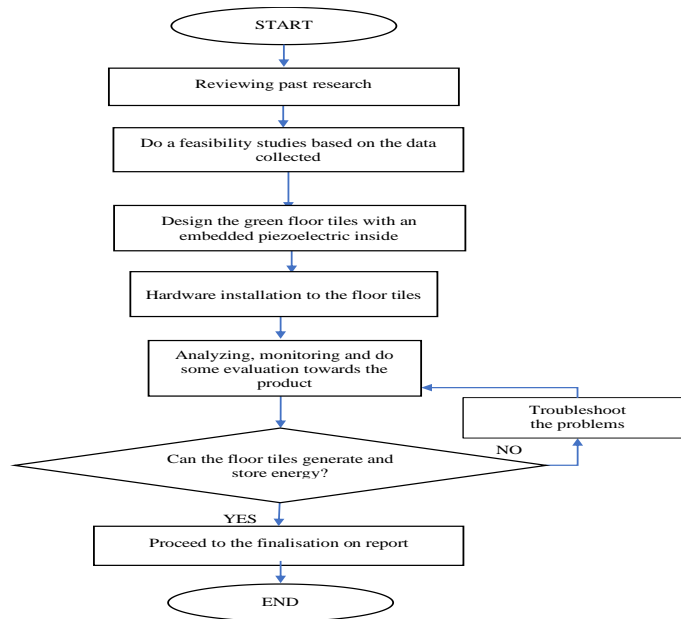 START
Reviewing past research
Do a feasibility studies based on the data
collected
Design the green floor tiles with an
embedded piezoelectric inside
Hardware installation to the floor tiles
Analyzing, monitoring and do
some evaluation towards the
product
Troubleshoot
the problems
Can the floor tiles generate and
store energy?
NO
YES
Proceed to the finalisation on report
END